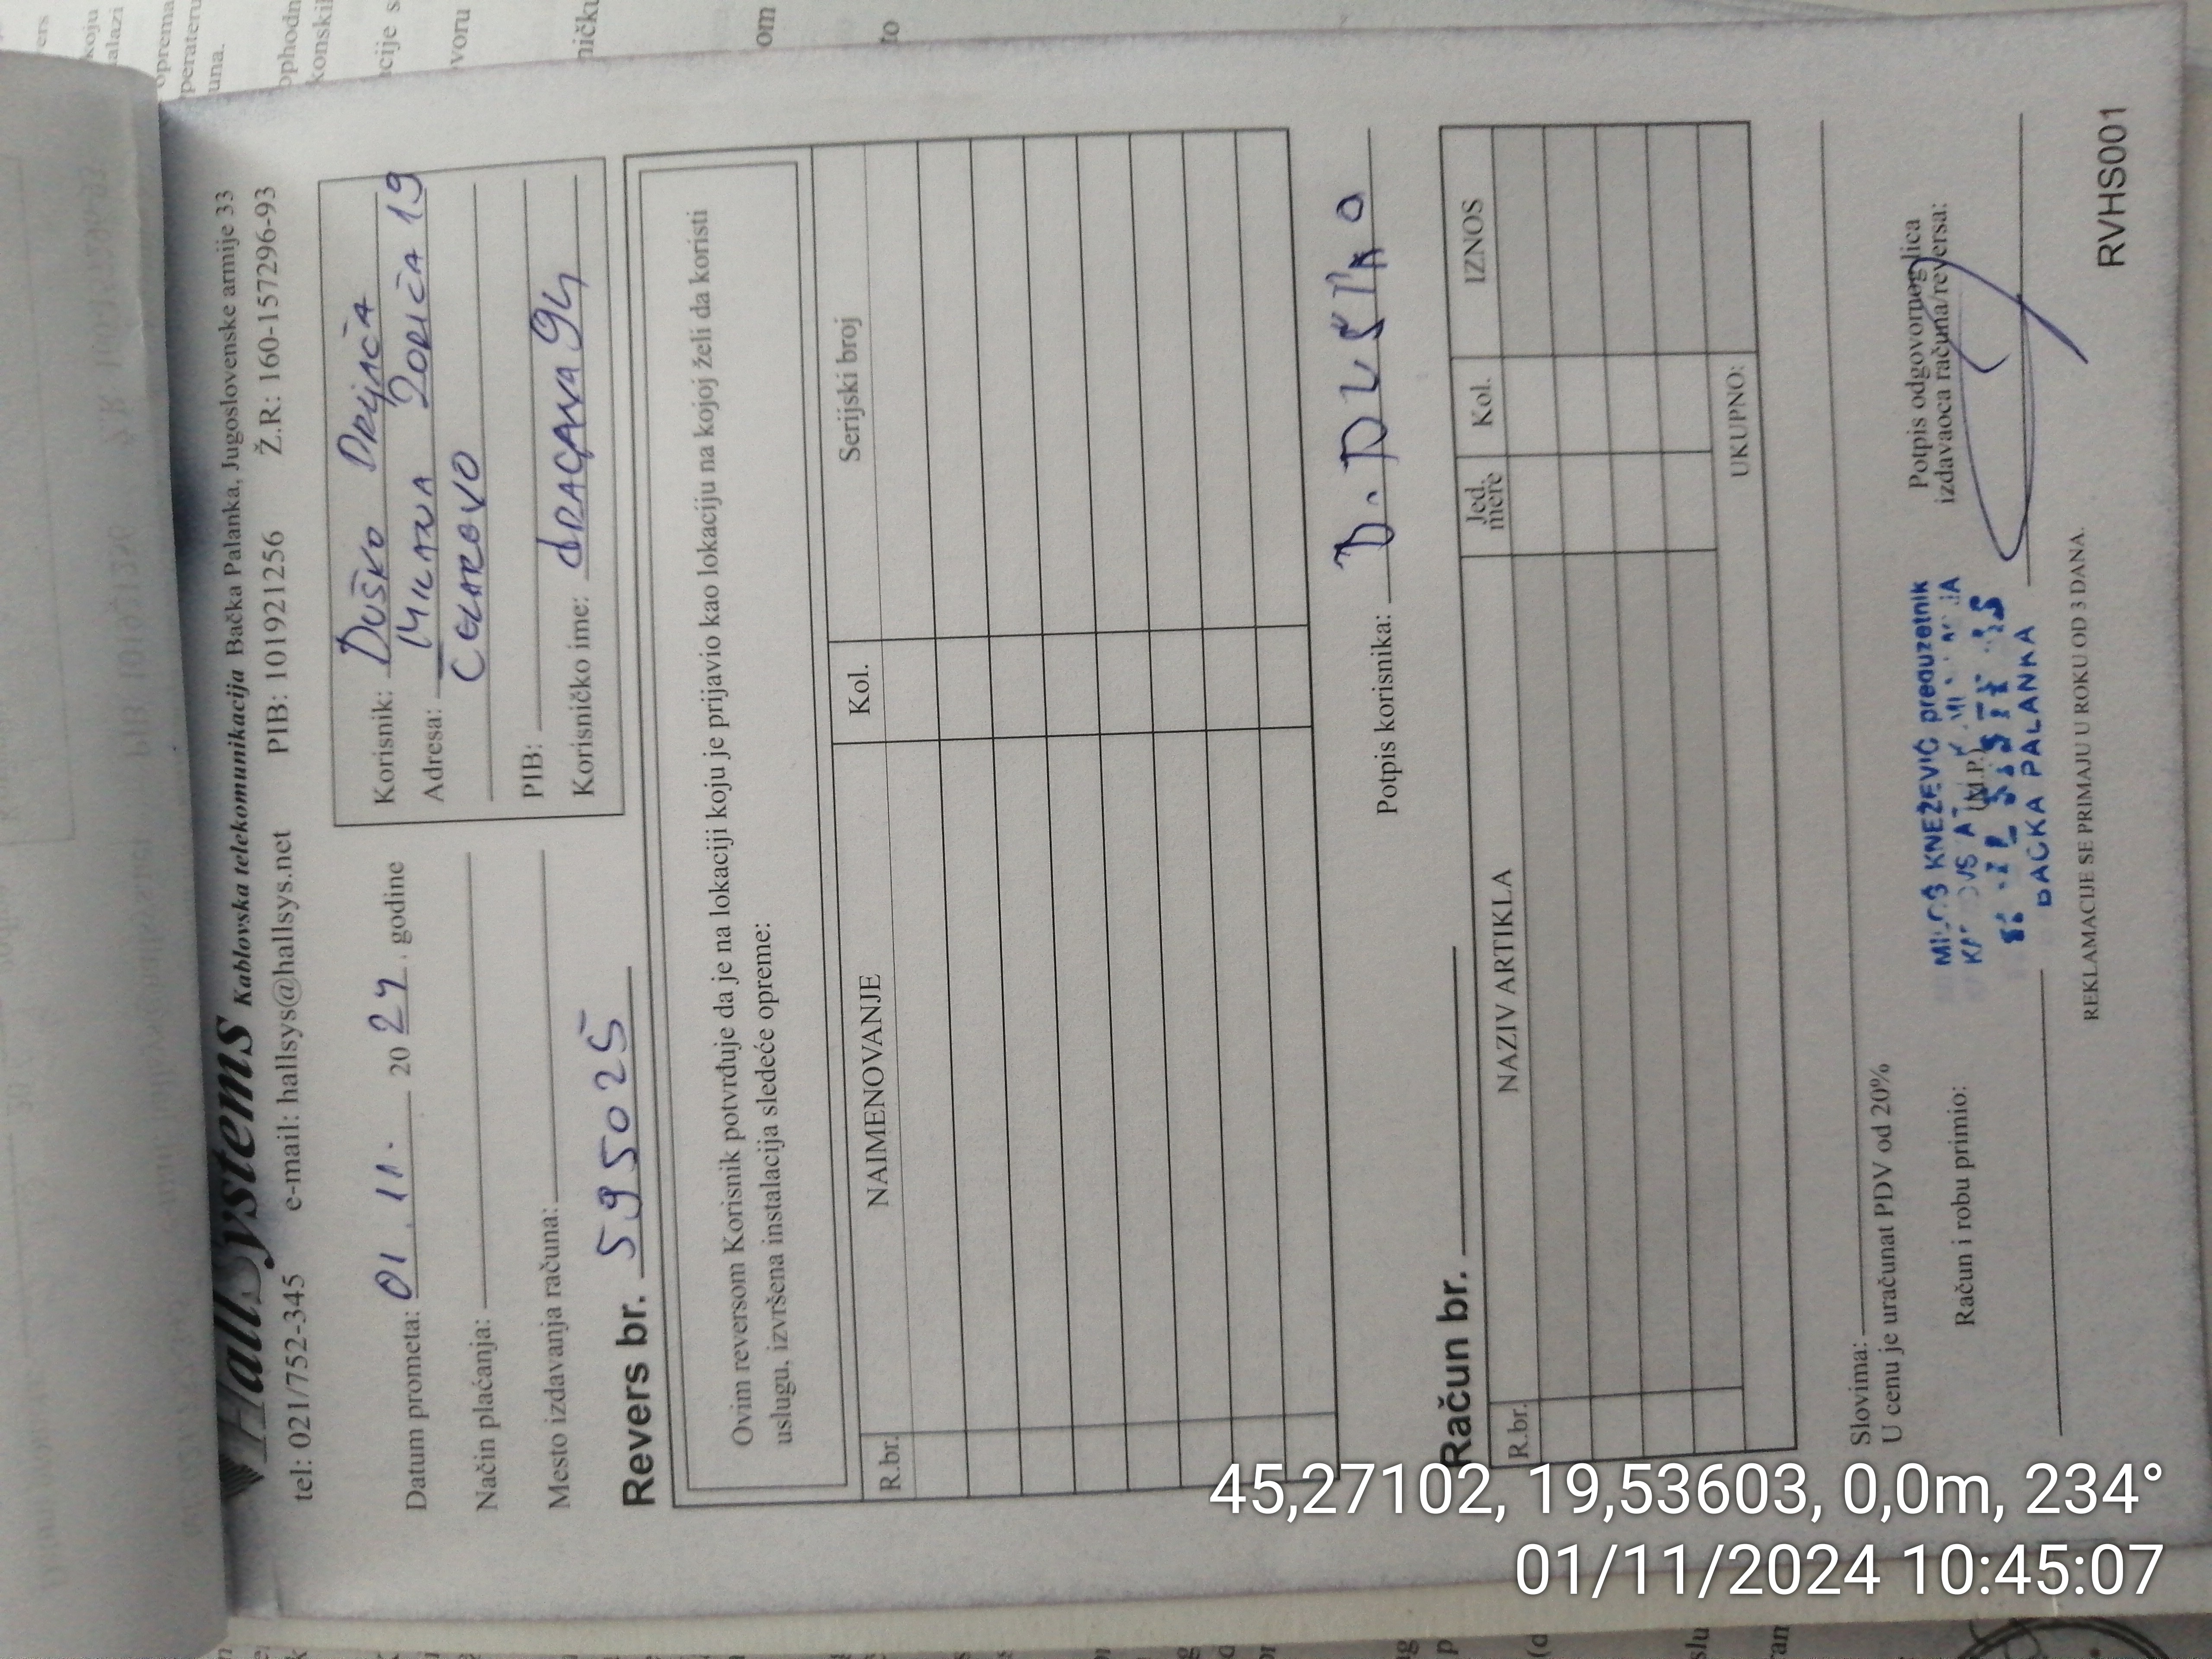 HallSystems Kablovska telekomunikacija Bačka Palanka, Jugoslovenske armije 33
tel: 021/752-345 e-mail: hallsys@hallsys.net PIB: 101921256 Ž.R: 160-157296-93
Datum prometa: 01. 11. 2024. godine
Način plaćanja:
Mesto izdavanja računa:
Korisnik: DUŠKO DRLJAČA
Adresa: MILANA ZORIĆA 19
ČELAREVO
PIB:
Korisničko ime: DRAGANA94
Revers br. 595025
Ovim reversom Korisnik potvrđuje da je na lokaciji koju je prijavio kao lokaciju na kojoj želi da koristi
uslugu, izvršena instalacija sledeće opreme:
R.br. NAIMENOVANJE Kol. Serijski broj
Potpis korisnika: D. DUŠKO
Račun br.
R.br. NAZIV ARTIKLA Jed. mere Kol. IZNOS
UKUPNO:
Slovima:
U cenu je uračunat PDV od 20%
Račun i robu primio:
(M.P.)
MILOŠ KNEŽEVIĆ preduzetnik
BAČKA PALANKA
Potpis odgovornog lica
izdavaoca računa/reversa:
REKLAMACIJE SE PRIMAJU U ROKU OD 3 DANA.
RVHS001
45,27102, 19,53603, 0,0m, 234°
01/11/2024 10:45:07